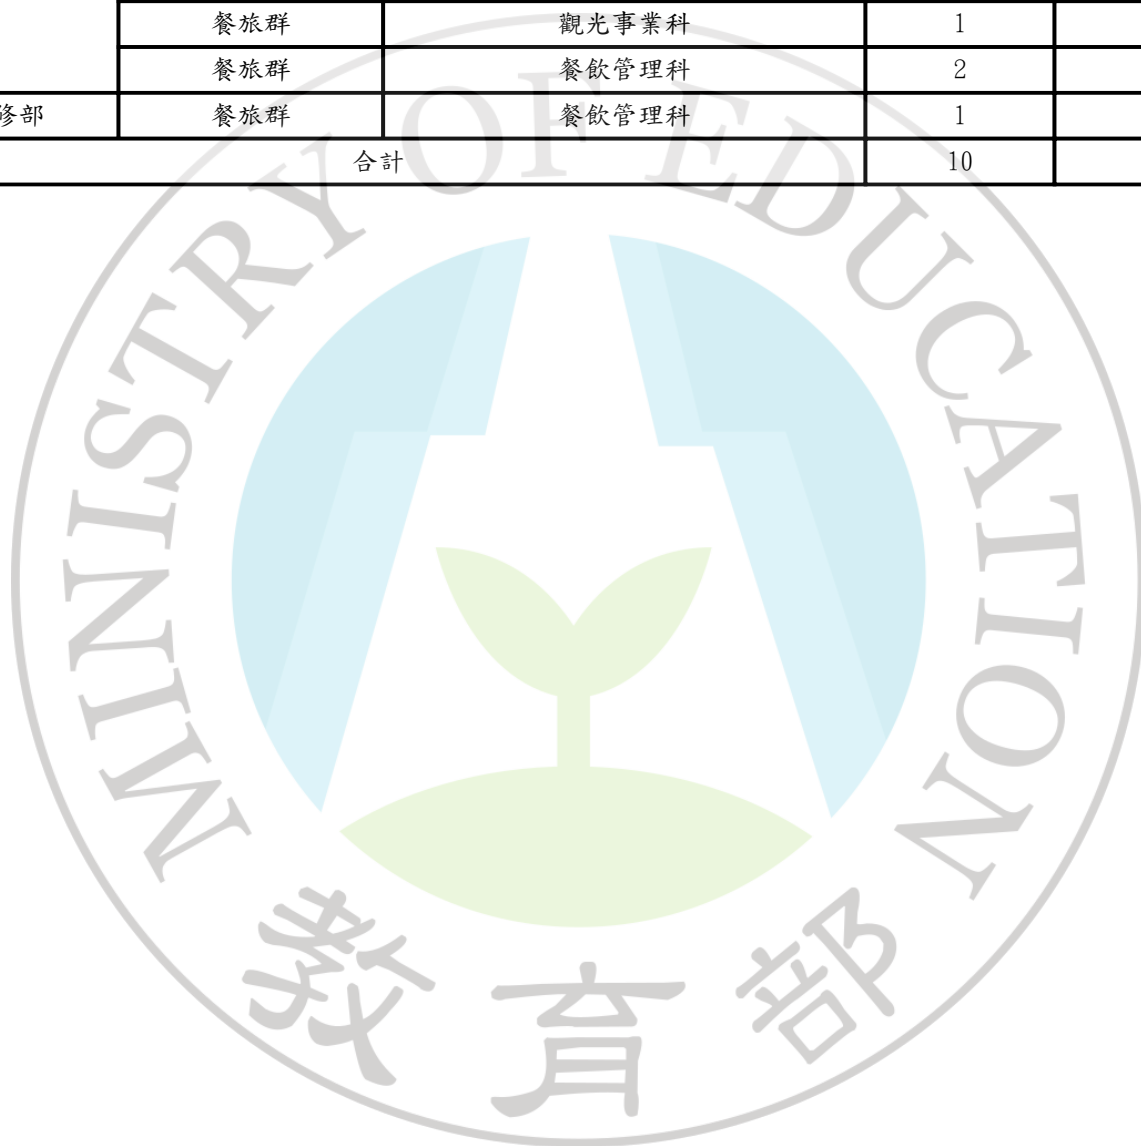 餐旅群 觀光事業科 1
餐旅群 餐飲管理科 2
修部 餐旅群 餐飲管理科 1
合計 10
MINISTRY OF EDUCATION
教育部